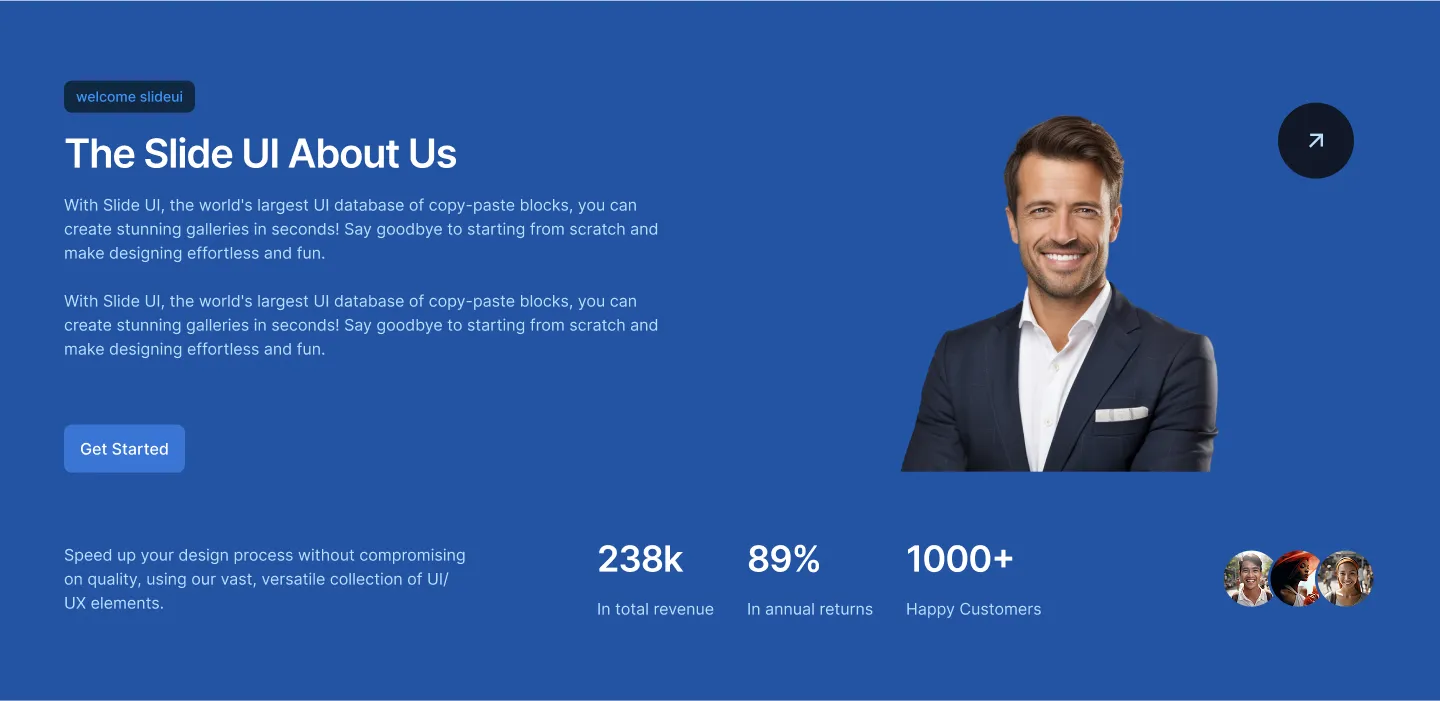 welcome slideui
The Slide UI About Us
With Slide UI, the world's largest UI database of copy-paste blocks, you can
create stunning galleries in seconds! Say goodbye to starting from scratch and
make designing effortless and fun.
With Slide UI, the world's largest UI database of copy-paste blocks, you can
create stunning galleries in seconds! Say goodbye to starting from scratch and
make designing effortless and fun.
Get Started
Speed up your design process without compromising
on quality, using our vast, versatile collection of UI/
UX elements.
238k
In total revenue
89%
In annual returns
1000+
Happy Customers